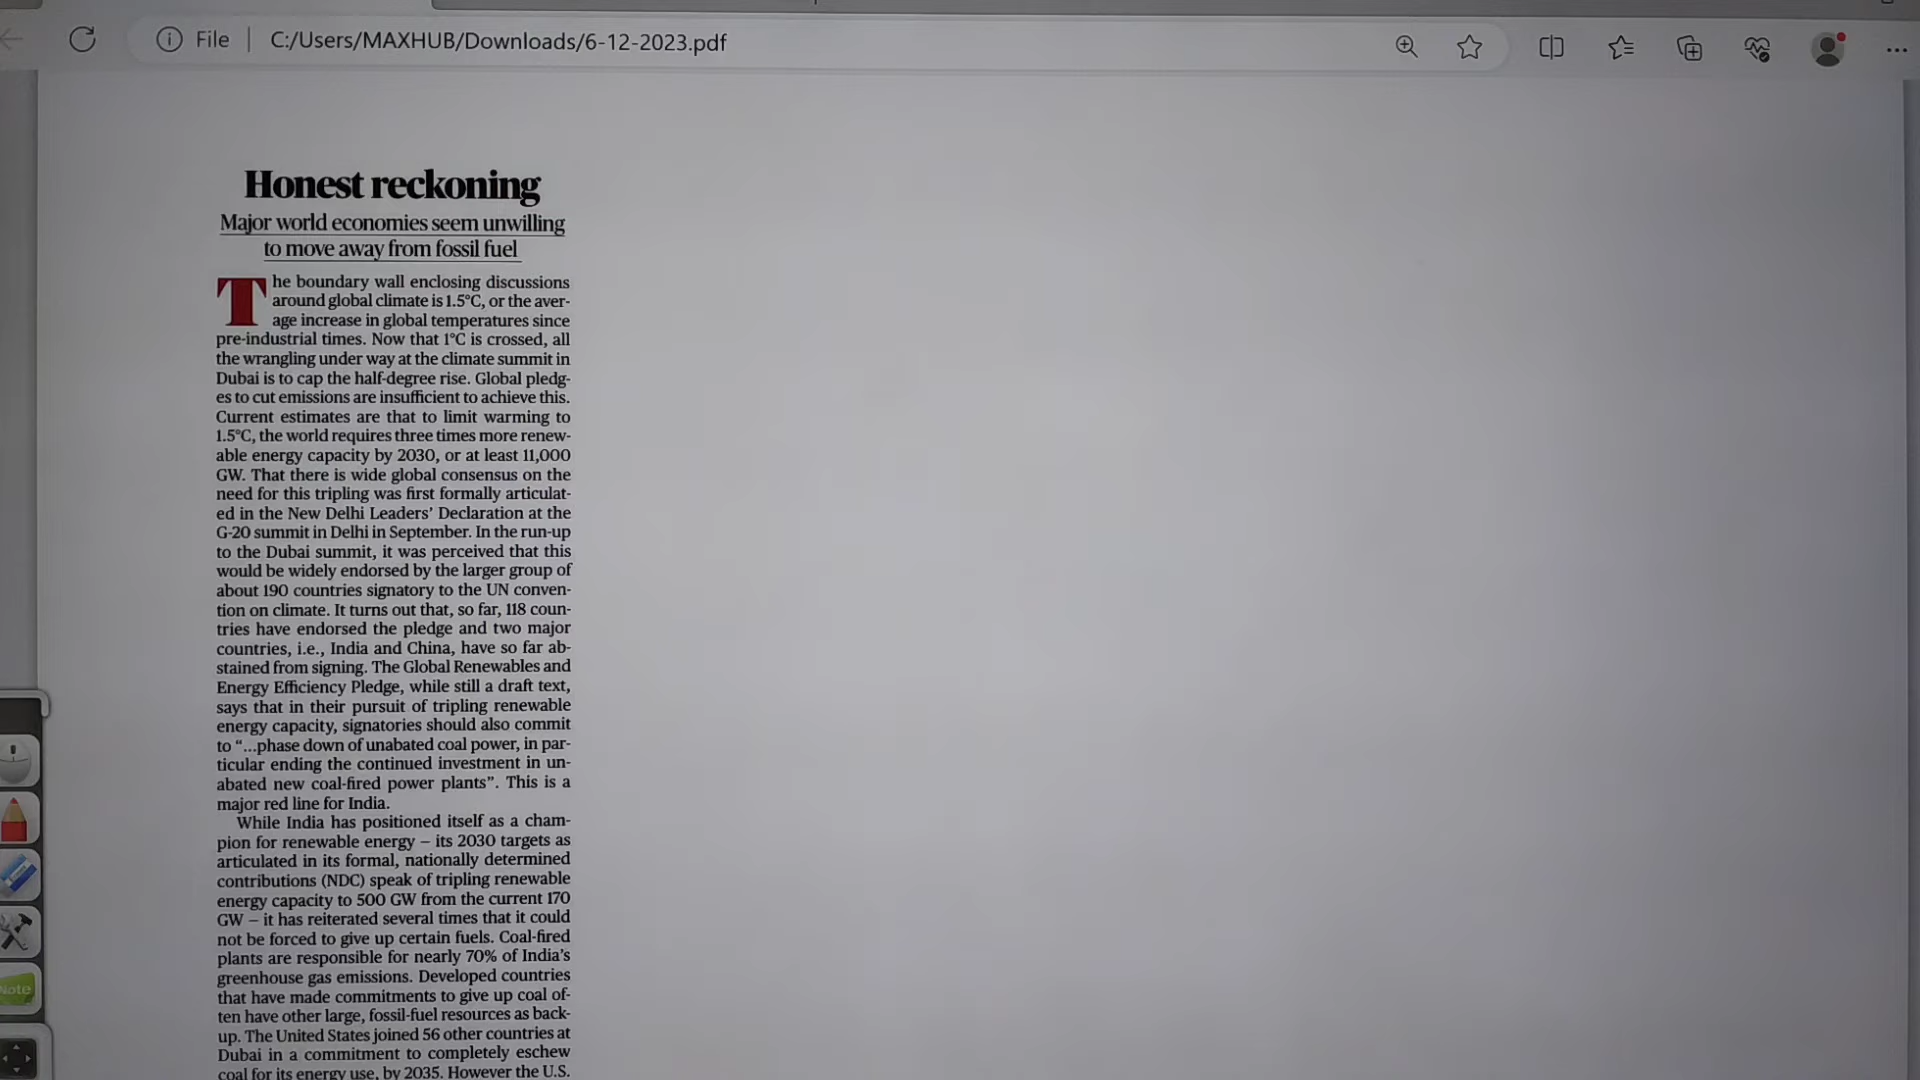 File
C:/Users/MAXHUB/Downloads/6-12-2023.pdf
Honest reckoning
Major world economies seem unwilling
to move away from fossil fuel
The boundary wall enclosing discussions
around global climate is 1.5°C, or the aver-
age increase in global temperatures since
pre-industrial times. Now that 1°C is crossed, all
the wrangling under way at the climate summit in
Dubai is to cap the half-degree rise. Global pledg-
es to cut emissions are insufficient to achieve this.
Current estimates are that to limit warming to
1.5°C, the world requires three times more renew-
able energy capacity by 2030, or at least 11,000
GW. That there is wide global consensus on the
need for this tripling was first formally articulat-
ed in the New Delhi Leaders’ Declaration at the
G-20 summit in Delhi in September. In the run-up
to the Dubai summit, it was perceived that this
would be widely endorsed by the larger group of
about 190 countries signatory to the UN conven-
tion on climate. It turns out that, so far, 118 coun-
tries have endorsed the pledge and two major
countries, i.e., India and China, have so far ab-
stained from signing. The Global Renewables and
Energy Efficiency Pledge, while still a draft text,
says that in their pursuit of tripling renewable
energy capacity, signatories should also commit
to “...phase down of unabated coal power, in par-
ticular ending the continued investment in un-
abated new coal-fired power plants”. This is a
major red line for India.
While India has positioned itself as a cham-
pion for renewable energy – its 2030 targets as
articulated in its formal, nationally determined
contributions (NDC) speak of tripling renewable
energy capacity to 500 GW from the current 170
GW – it has reiterated several times that it could
not be forced to give up certain fuels. Coal-fired
plants are responsible for nearly 70% of India’s
greenhouse gas emissions. Developed countries
that have made commitments to give up coal of-
ten have other large, fossil-fuel resources as back-
up. The United States joined 56 other countries at
Dubai in a commitment to completely eschew
coal for its energy use, by 2035. However the U.S.
Note